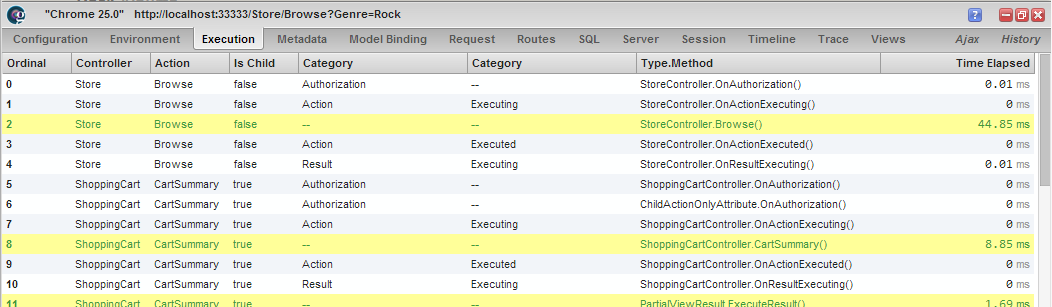 "Chrome 25.0" http://localhost:33333/Store/Browse?Genre=Rock ?
Configuration Environment Execution Metadata Model Binding Request Routes SQL Server Session Timeline Trace Views Ajax History
Ordinal Controller Action Is Child Category Category Type.Method Time Elapsed
0 Store Browse false Authorization -- StoreController.OnAuthorization() 0.01 ms
1 Store Browse false Action Executing StoreController.OnActionExecuting() 0 ms
2 Store Browse false -- -- StoreController.Browse() 44.85 ms
3 Store Browse false Action Executed StoreController.OnActionExecuted() 0 ms
4 Store Browse false Result Executing StoreController.OnResultExecuting() 0.01 ms
5 ShoppingCart CartSummary true Authorization -- ShoppingCartController.OnAuthorization() 0 ms
6 ShoppingCart CartSummary true Authorization -- ChildActionOnlyAttribute.OnAuthorization() 0 ms
7 ShoppingCart CartSummary true Action Executing ShoppingCartController.OnActionExecuting() 0 ms
8 ShoppingCart CartSummary true -- -- ShoppingCartController.CartSummary() 8.85 ms
9 ShoppingCart CartSummary true Action Executed ShoppingCartController.OnActionExecuted() 0 ms
10 ShoppingCart CartSummary true Result Executing ShoppingCartController.OnResultExecuting() 0 ms
11 ShoppingCart CartSummary true -- -- PartialViewResult.ExecuteResult() 1.69 ms